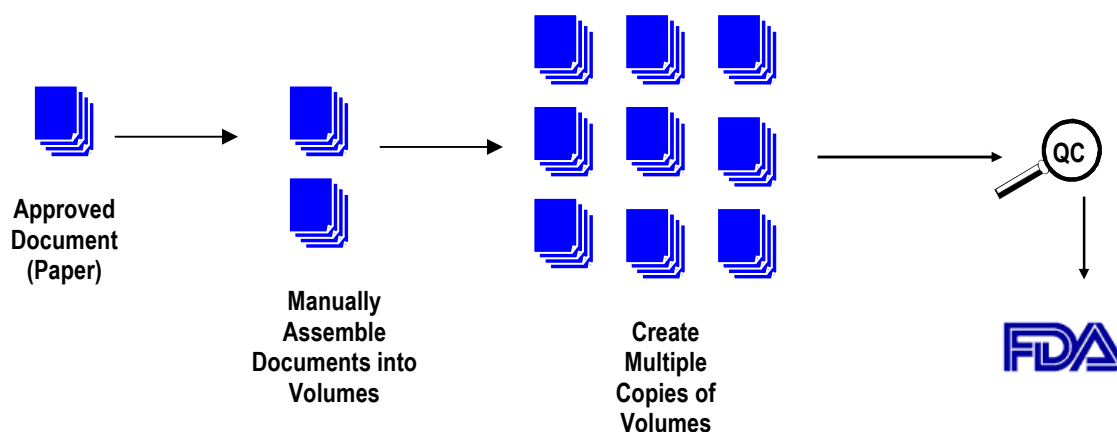 Approved
Document
(Paper)
Manually
Assemble
Documents into
Volumes
Create
Multiple
Copies of
Volumes
QC
FDA